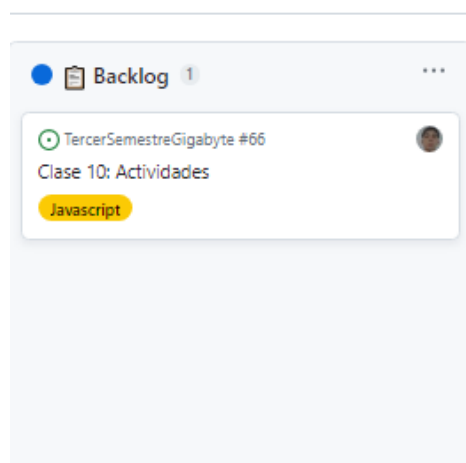 Backlog 1
TercerSemestreGigabyte #66
Clase 10: Actividades
Javascript